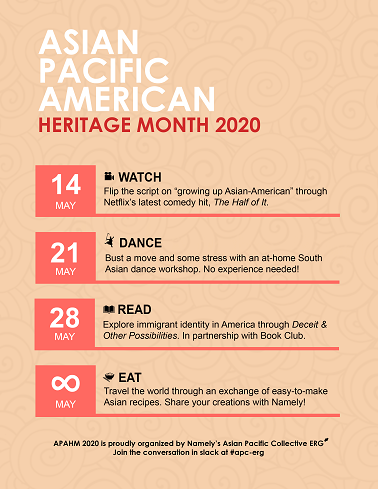 ASIAN
PACIFIC
AMERICAN
HERITAGE MONTH 2020
14
MAY
WATCH
Flip the script on “growing up Asian-American” through
Netflix’s latest comedy hit, The Half of It.
21
MAY
DANCE
Bust a move and some stress with an at-home South
Asian dance workshop. No experience needed!
28
MAY
READ
Explore immigrant identity in America through Deceit &
Other Possibilities. In partnership with Book Club.
∞
MAY
EAT
Travel the world through an exchange of easy-to-make
Asian recipes. Share your creations with Namely!
APAHM 2020 is proudly organized by Namely’s Asian Pacific Collective ERG
Join the conversation in slack at #apc-erg